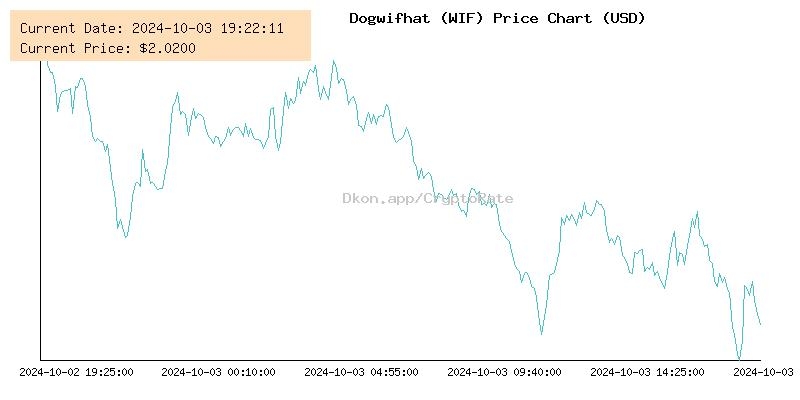 Dogwifhat (WIF) Price Chart (USD)
Current Date: 2024-10-03 19:22:11
Current Price: $2.0200
Dkon.app/CryptoRate
2024-10-02 19:25:00 2024-10-03 00:10:00 2024-10-03 04:55:00 2024-10-03 09:40:00 2024-10-03 14:25:00 2024-10-03